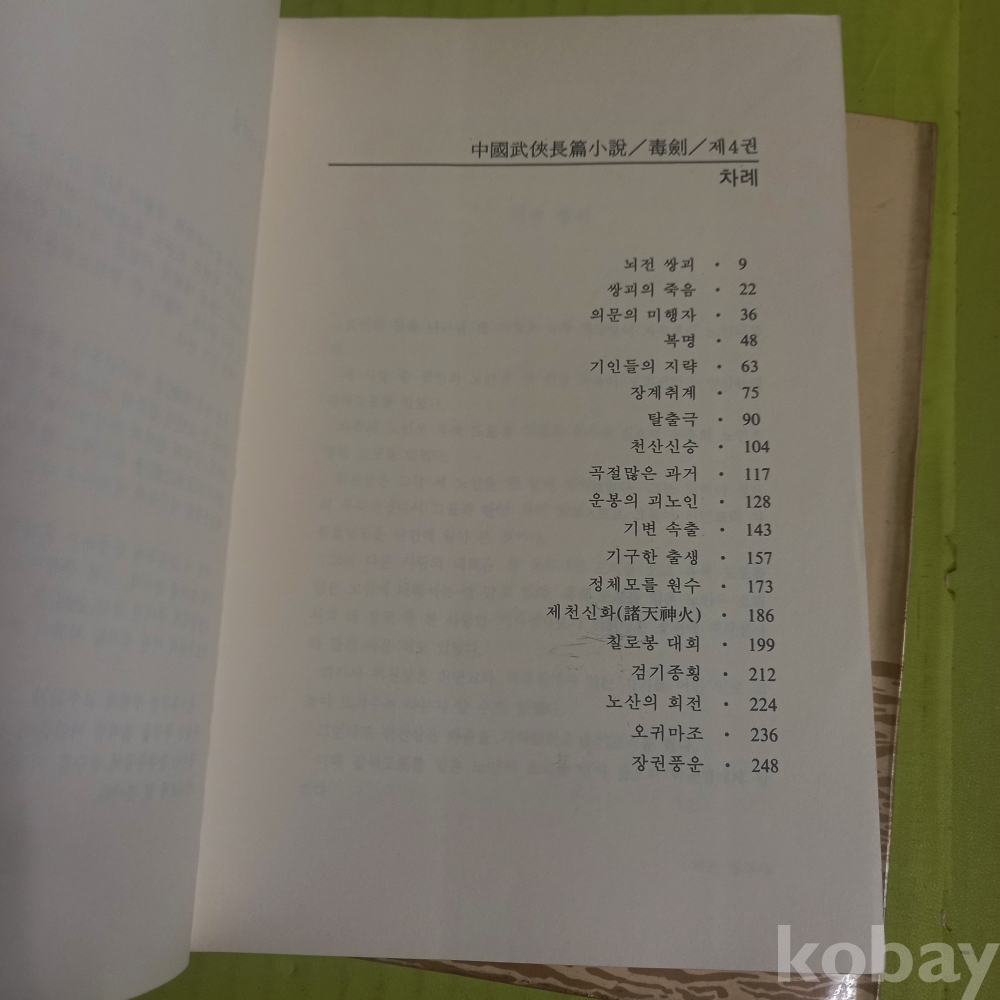 中國武俠長篇小說／毒劍／제4권
차례
뇌전 쌍괴 • 9
쌍괴의 죽음 • 22
의문의 미행자 • 36
복명 • 48
기인들의 지략 • 63
장계취계 • 75
탈출극 • 90
천산신승 • 104
곡절많은 과거 • 117
운봉의 괴노인 • 128
기변 속출 • 143
기구한 출생 • 157
정체모를 원수 • 173
제천신화(諸天神火) • 186
칠로봉 대회 • 199
검기종횡 • 212
노산의 회전 • 224
오귀마조 • 236
장권풍운 • 248
kobay